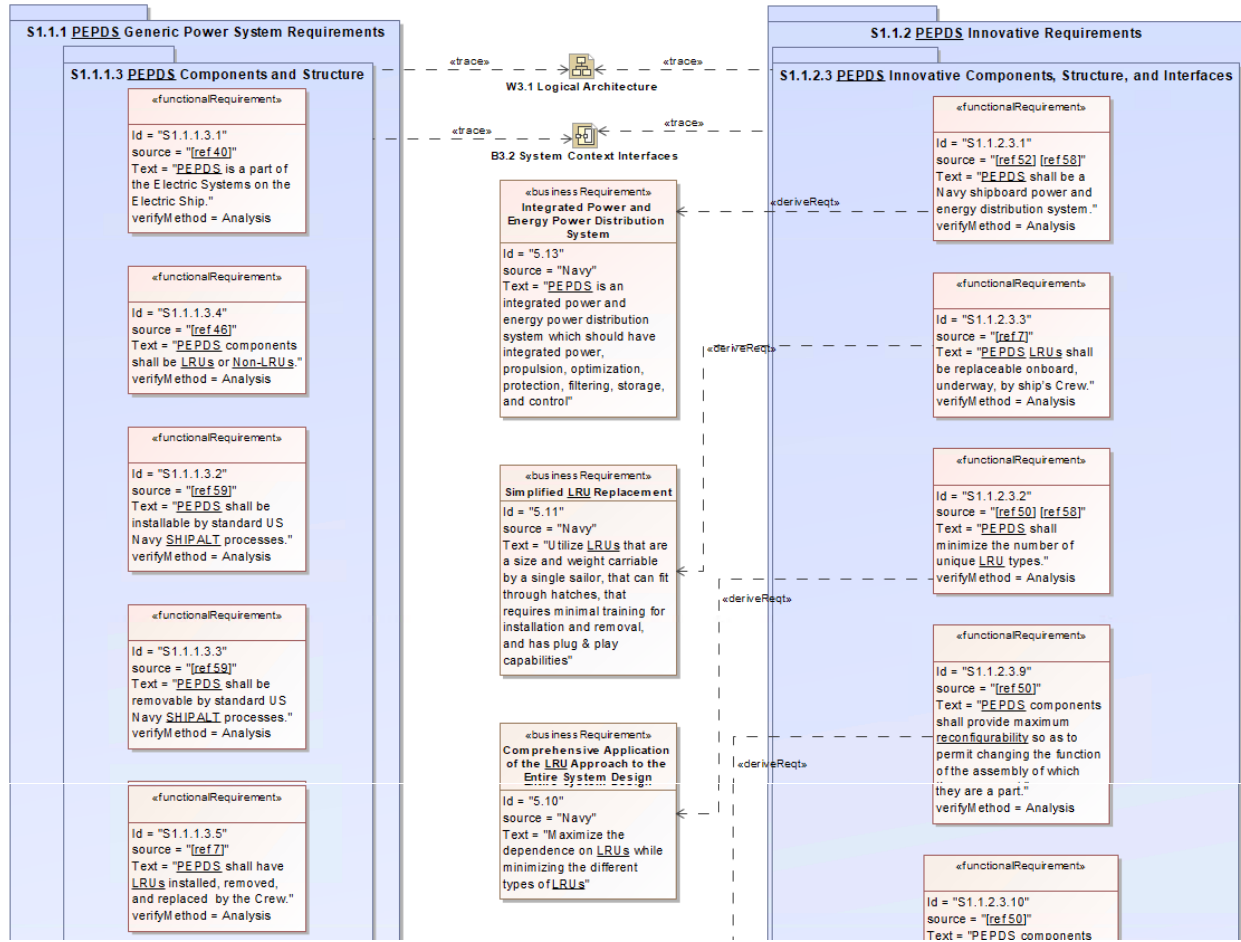 S1.1.1 PEPDS Generic Power System Requirements
S1.1.1.3 PEPDS Components and Structure
«functionalRequirement»
Id = "S1.1.1.3.1"
source = "[ref 40]"
Text = "PEPDS is a part of
the Electric Systems on the
Electric Ship."
verifyMethod = Analysis
«functionalRequirement»
Id = "S1.1.1.3.4"
source = "[ref 46]"
Text = "PEPDS components
shall be LRUs or Non-LRUs."
verifyMethod = Analysis
«functionalRequirement»
Id = "S1.1.1.3.2"
source = "[ref 59]"
Text = "PEPDS shall be
installable by standard US
Navy SHIPALT processes."
verifyMethod = Analysis
«functionalRequirement»
Id = "S1.1.1.3.3"
source = "[ref 59]"
Text = "PEPDS shall be
removable by standard US
Navy SHIPALT processes."
verifyMethod = Analysis
«functionalRequirement»
Id = "S1.1.1.3.5"
source = "[ref 7]"
Text = "PEPDS shall have
LRUs installed, removed,
and replaced by the Crew."
verifyMethod = Analysis
«trace»
«trace»
W3.1 Logical Architecture
«trace»
«trace»
B3.2 System Context Interfaces
«business Requirement»
Integrated Power and
Energy Power Distribution
System
Id = "5.13"
source = "Navy"
Text = "PEPDS is an
integrated power and
energy power distribution
system which should have
integrated power,
propulsion, optimization,
protection, filtering, storage,
and control"
«business Requirement»
Simplified LRU Replacement
Id = "5.11"
source = "Navy"
Text = "Utilize LRUs that are
a size and weight carriable
by a single sailor, that can fit
through hatches, that
requires minimal training for
installation and removal,
and has plug & play
capabilities"
«business Requirement»
Comprehensive Application
of the LRU Approach to the
Entire System Design
Id = "5.10"
source = "Navy"
Text = "Maximize the
dependence on LRUs while
minimizing the different
types of LRUs"
«deriveReqt»
«deriveReqt»
«deriveReqt»
«deriveReqt»
S1.1.2 PEPDS Innovative Requirements
S1.1.2.3 PEPDS Innovative Components, Structure, and Interfaces
«functionalRequirement»
Id = "S1.1.2.3.1"
source = "[ref 52] [ref 58]"
Text = "PEPDS shall be a
Navy shipboard power and
energy distribution system."
verifyMethod = Analysis
«functionalRequirement»
Id = "S1.1.2.3.3"
source = "[ref 7]"
Text = "PEPDS LRUs shall
be replaceable onboard,
underway, by ship's Crew."
verifyMethod = Analysis
«functionalRequirement»
Id = "S1.1.2.3.2"
source = "[ref 50] [ref 58]"
Text = "PEPDS shall
minimize the number of
unique LRU types."
verifyMethod = Analysis
«functionalRequirement»
Id = "S1.1.2.3.9"
source = "[ref 50]"
Text = "PEPDS components
shall provide maximum
reconfigurability so as to
permit changing the function
of the assembly of which
they are a part."
verifyMethod = Analysis
«functionalRequirement»
Id = "S1.1.2.3.10"
source = "[ref 50]"
Text = "PEPDS components